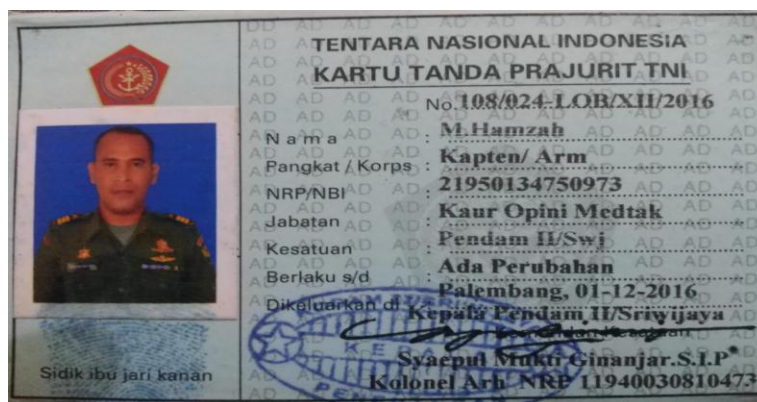 TENTARA NASIONAL INDONESIA
KARTU TANDA PRAJURIT TNI
No. 108/024-LOB/XII/2016
Nama : M.Hamzah
Pangkat / Korps : Kapten/ Arm
NRP/NBI : 21950134750973
Jabatan : Kaur Opini Medtak
Kesatuan : Pendam II/Swj
Berlaku s/d : Ada Perubahan
Dikeluarkan di Palembang, 01-12-2016
Kepala Pendam II/Sriwijaya
Syaepul Mukti Ginanjar.S.I.P
Kolonel Arh NRP 11940030810473
Sidik ibu jari kanan